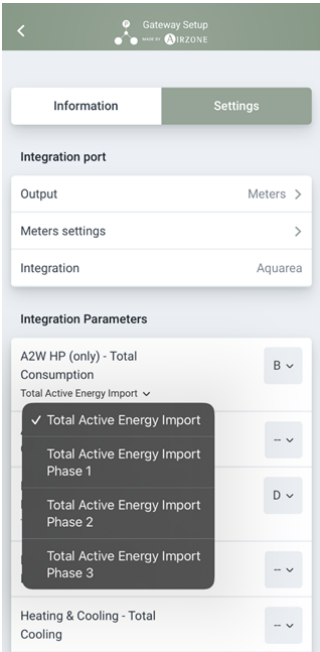 Gateway Setup
MADE BY AIRZONE
Information
Settings
Integration port
Output
Meters
Meters settings
Integration
Aquarea
Integration Parameters
A2W HP (only) - Total
Consumption
B
Total Active Energy Import
✓ Total Active Energy Import
Total Active Energy Import
Phase 1
Total Active Energy Import
Phase 2
Total Active Energy Import
Phase 3
--
D
--
Heating & Cooling - Total
Cooling
--